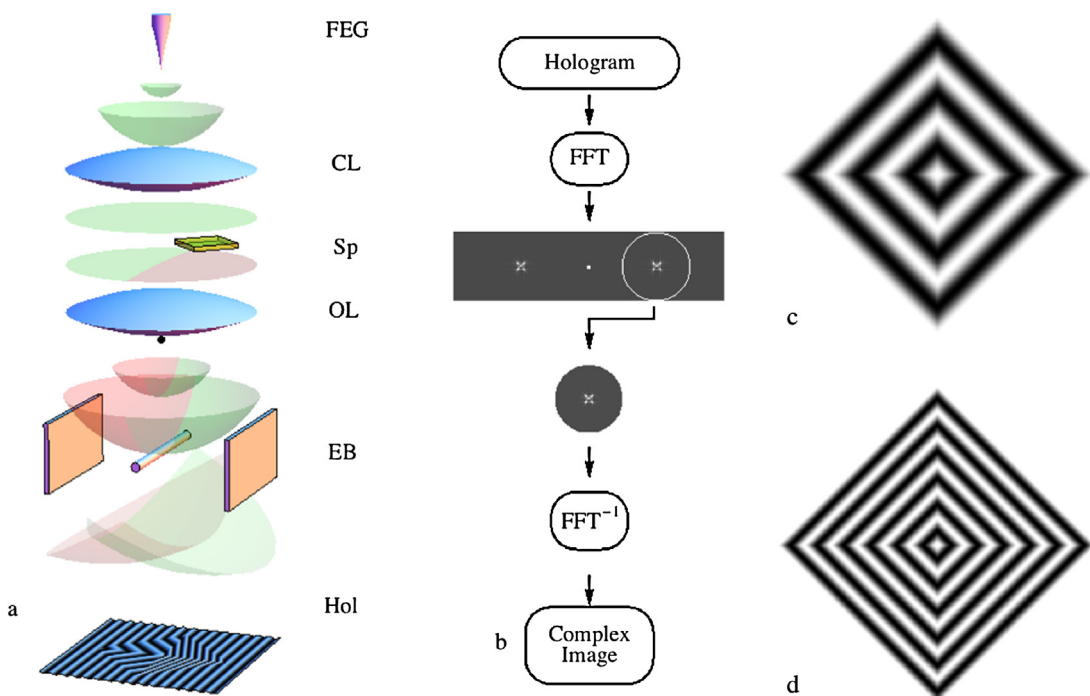 FEG
CL
Sp
OL
EB
Hol
a
Hologram
FFT
FFT⁻¹
Complex
Image
b
c
d